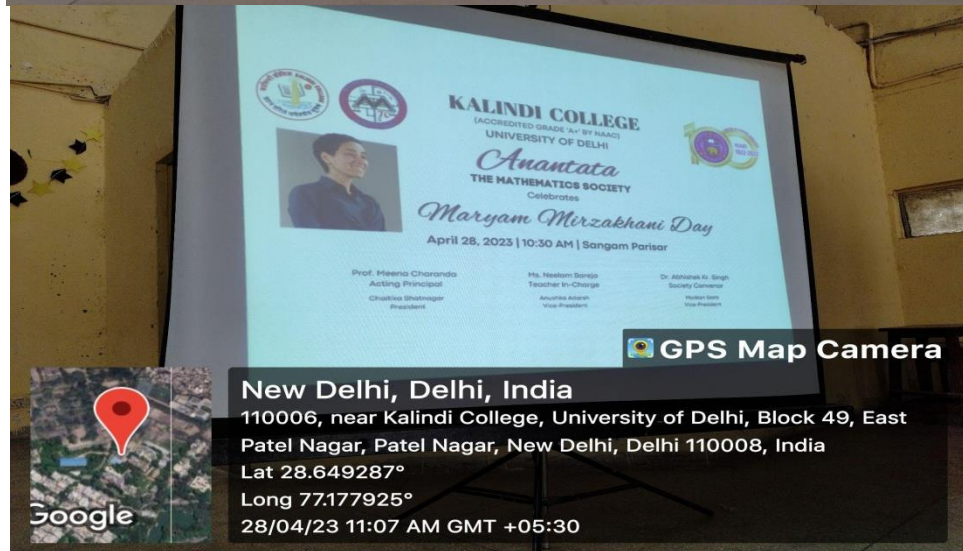 KALINDI COLLEGE
(ACCREDITED GRADE 'A+' BY NAAC)
UNIVERSITY OF DELHI
Anantata
THE MATHEMATICS SOCIETY
Celebrates
Maryam Mirzakhani Day
April 28, 2023 | 10:30 AM | Sangam Parisar
Prof. Meena Charanda
Acting Principal
Ms. Neelam Bareja
Teacher In-Charge
Dr. Abhishek Kr. Singh
Society Convenor
Chaitika Bhatnagar
President
Anushka Adarsh
Vice-President
Vice-President
GPS Map Camera
New Delhi, Delhi, India
110006, near Kalindi College, University of Delhi, Block 49, East
Patel Nagar, Patel Nagar, New Delhi, Delhi 110008, India
Lat 28.649287°
Long 77.177925°
28/04/23 11:07 AM GMT +05:30
Google